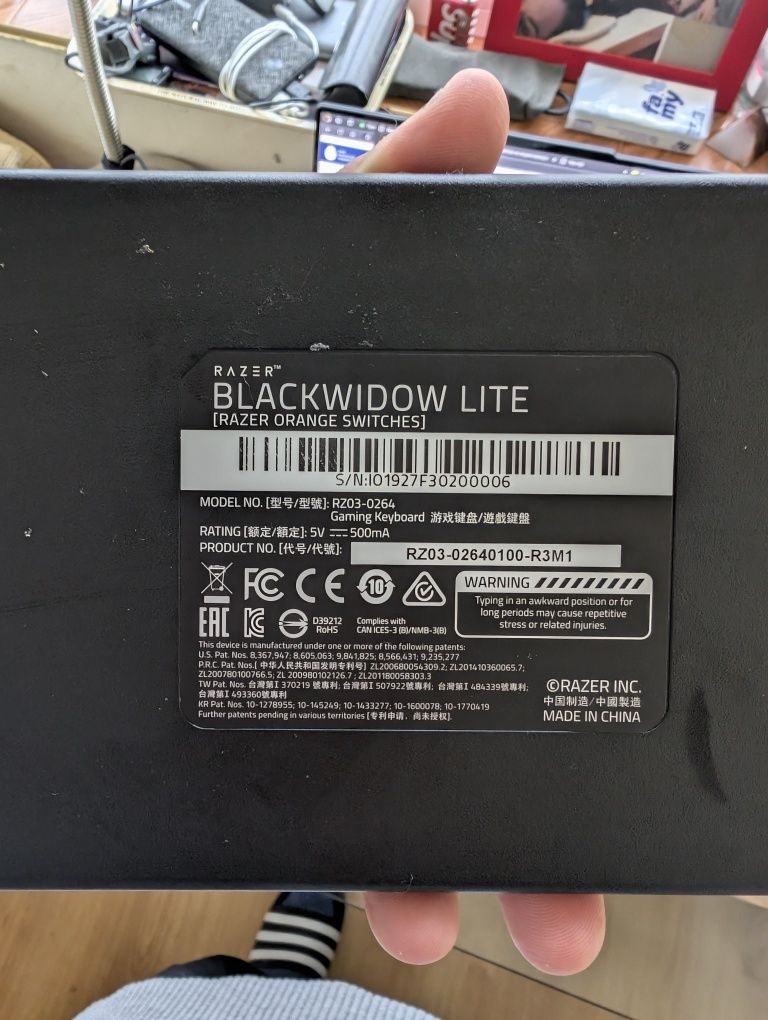 Sup
fa
my
RAZER™
BLACKWIDOW LITE
[RAZER ORANGE SWITCHES]
S/N:IO1927F30200006
MODEL NO. [型号/型號]: RZ03-0264
Gaming Keyboard 游戏键盘/遊戲鍵盤
RATING [额定/額定]: 5V ⎓ 500mA
PRODUCT NO. [代号/代號]:
RZ03-02640100-R3M1
FC CE 10
WARNING
Typing in an awkward position or for
long periods may cause repetitive
stress or related injuries.
EAC
D39212
RoHS
Complies with
CAN ICES-3 (B)/NMB-3(B)
This device is manufactured under one or more of the following patents:
U.S. Pat. Nos. 8,367,947; 8,605,063; 9,841,825; 8,566,431; 9,235,277
P.R.C. Pat. Nos.[ 中华人民共和国发明专利号] ZL200680054309.2; ZL201410360065.7;
ZL200780100766.5; ZL 200980102126.7; ZL201180058303.3
TW Pat. Nos. 台灣第I 370219 號專利; 台灣第I 507922號專利; 台灣第I 484339號專利;
台灣第I 493360號專利
KR Pat. Nos. 10-1278955; 10-145249; 10-1433277; 10-1600078; 10-1770419
Further patents pending in various territories [专利申请，尚未授权].
©RAZER INC.
中国制造/中國製造
MADE IN CHINA